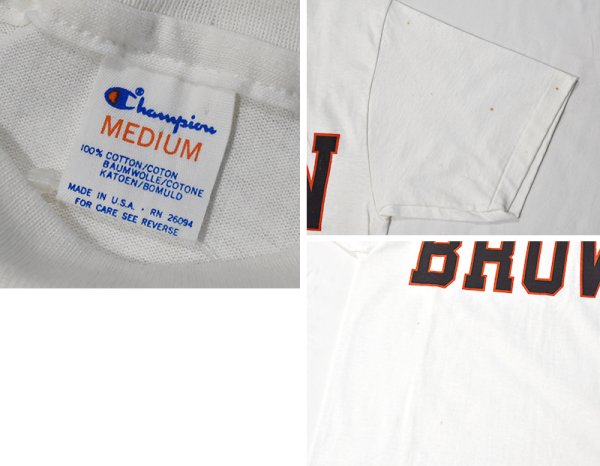 Champion
MEDIUM
100% COTTON/COTON
BAUMWOLLE/COTONE
KATOEN/BOMULD
MADE IN U.S.A. • RN 26094
FOR CARE SEE REVERSE
N
BROW